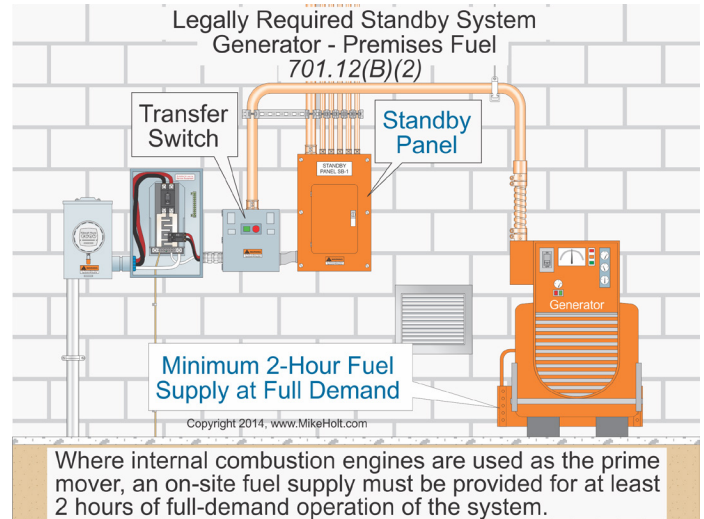 Legally Required Standby System
Generator - Premises Fuel
701.12(B)(2)
Transfer
Switch
Standby
Panel
STANDBY
PANEL SB-1
Generator
Minimum 2-Hour Fuel
Supply at Full Demand
Copyright 2014, www.MikeHolt.com
Where internal combustion engines are used as the prime
mover, an on-site fuel supply must be provided for at least
2 hours of full-demand operation of the system.